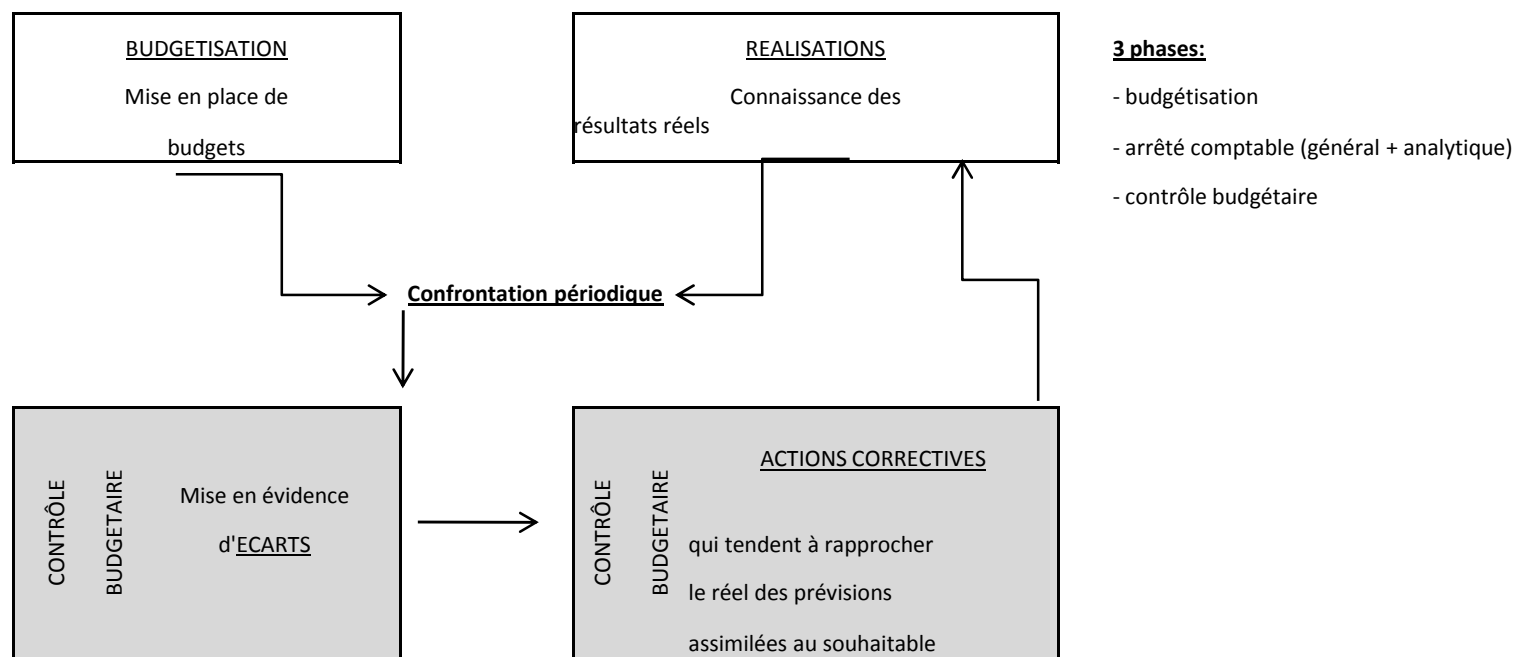 BUDGETISATION
Mise en place de
budgets
REALISATIONS
Connaissance des
résultats réels
3 phases:
- budgétisation
- arrêté comptable (général + analytique)
- contrôle budgétaire
Confrontation périodique
CONTRÔLE
BUDGETAIRE
Mise en évidence
d'ECARTS
CONTRÔLE
BUDGETAIRE
ACTIONS CORRECTIVES
qui tendent à rapprocher
le réel des prévisions
assimilées au souhaitable